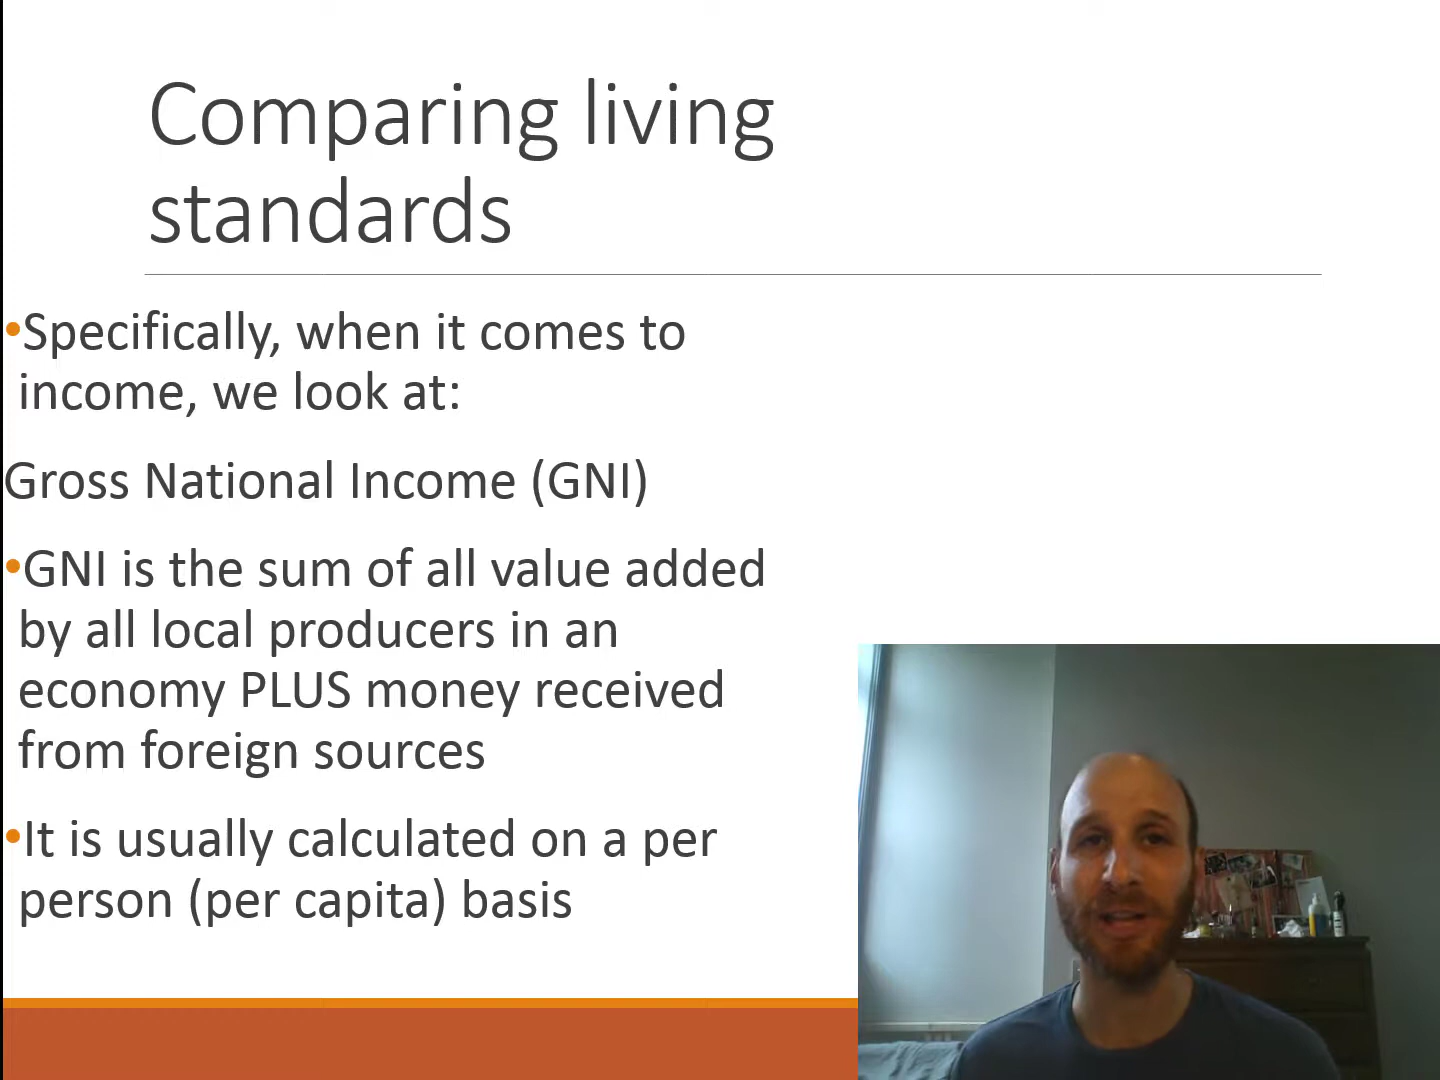 Comparing living
standards
•Specifically, when it comes to
income, we look at:
Gross National Income (GNI)
•GNI is the sum of all value added
by all local producers in an
economy PLUS money received
from foreign sources
•It is usually calculated on a per
person (per capita) basis